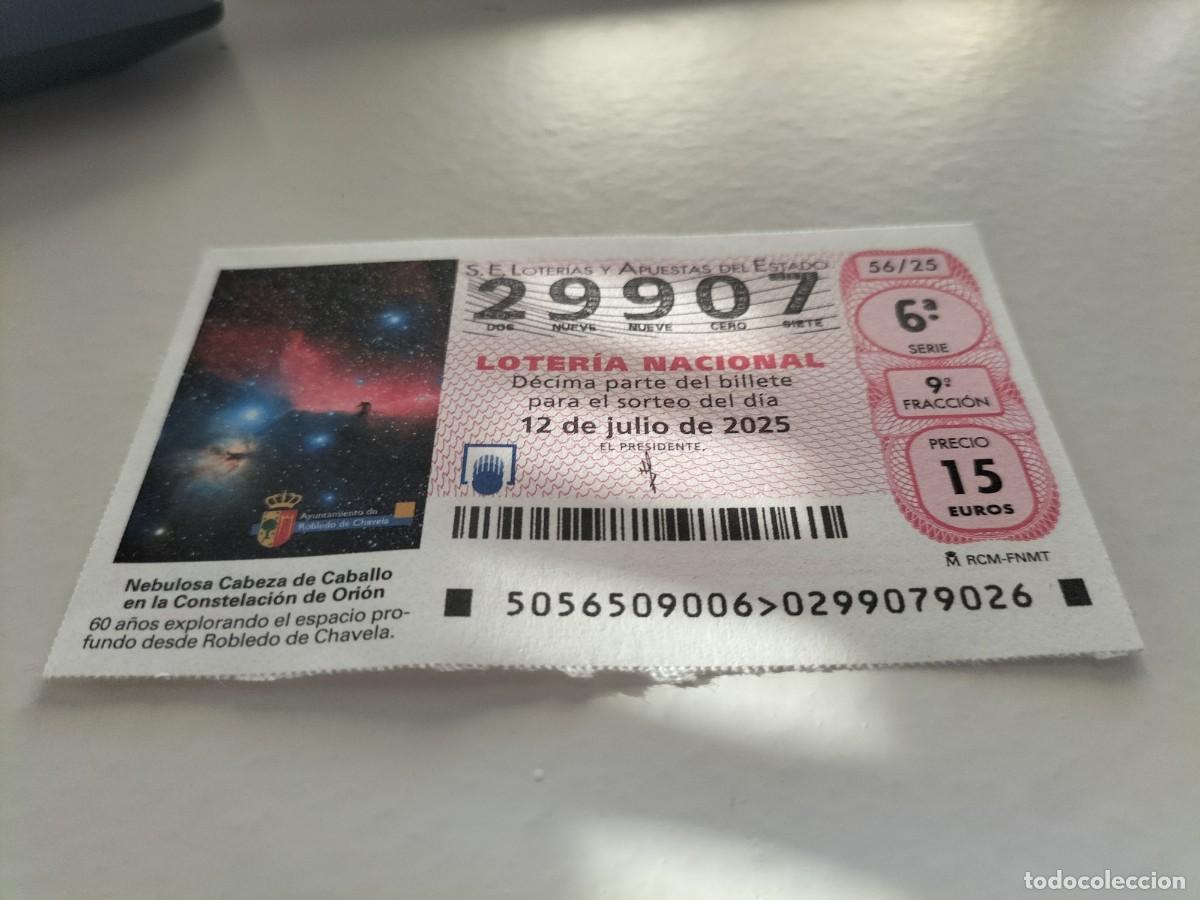 S.E. LOTERÍAS Y APUESTAS DEL ESTADO
29907
DOS NUEVE NUEVE CERO SIETE
LOTERÍA NACIONAL
Décima parte del billete
para el sorteo del día
12 de julio de 2025
EL PRESIDENTE,
56/25
6ª
SERIE
9ª
FRACCIÓN
PRECIO
15
EUROS
M RCM-FNMT
5056509006>0299079026
Ayuntamiento de
Robledo de Chavela
Nebulosa Cabeza de Caballo
en la Constelación de Orión
60 años explorando el espacio pro-
fundo desde Robledo de Chavela.
todocoleccion